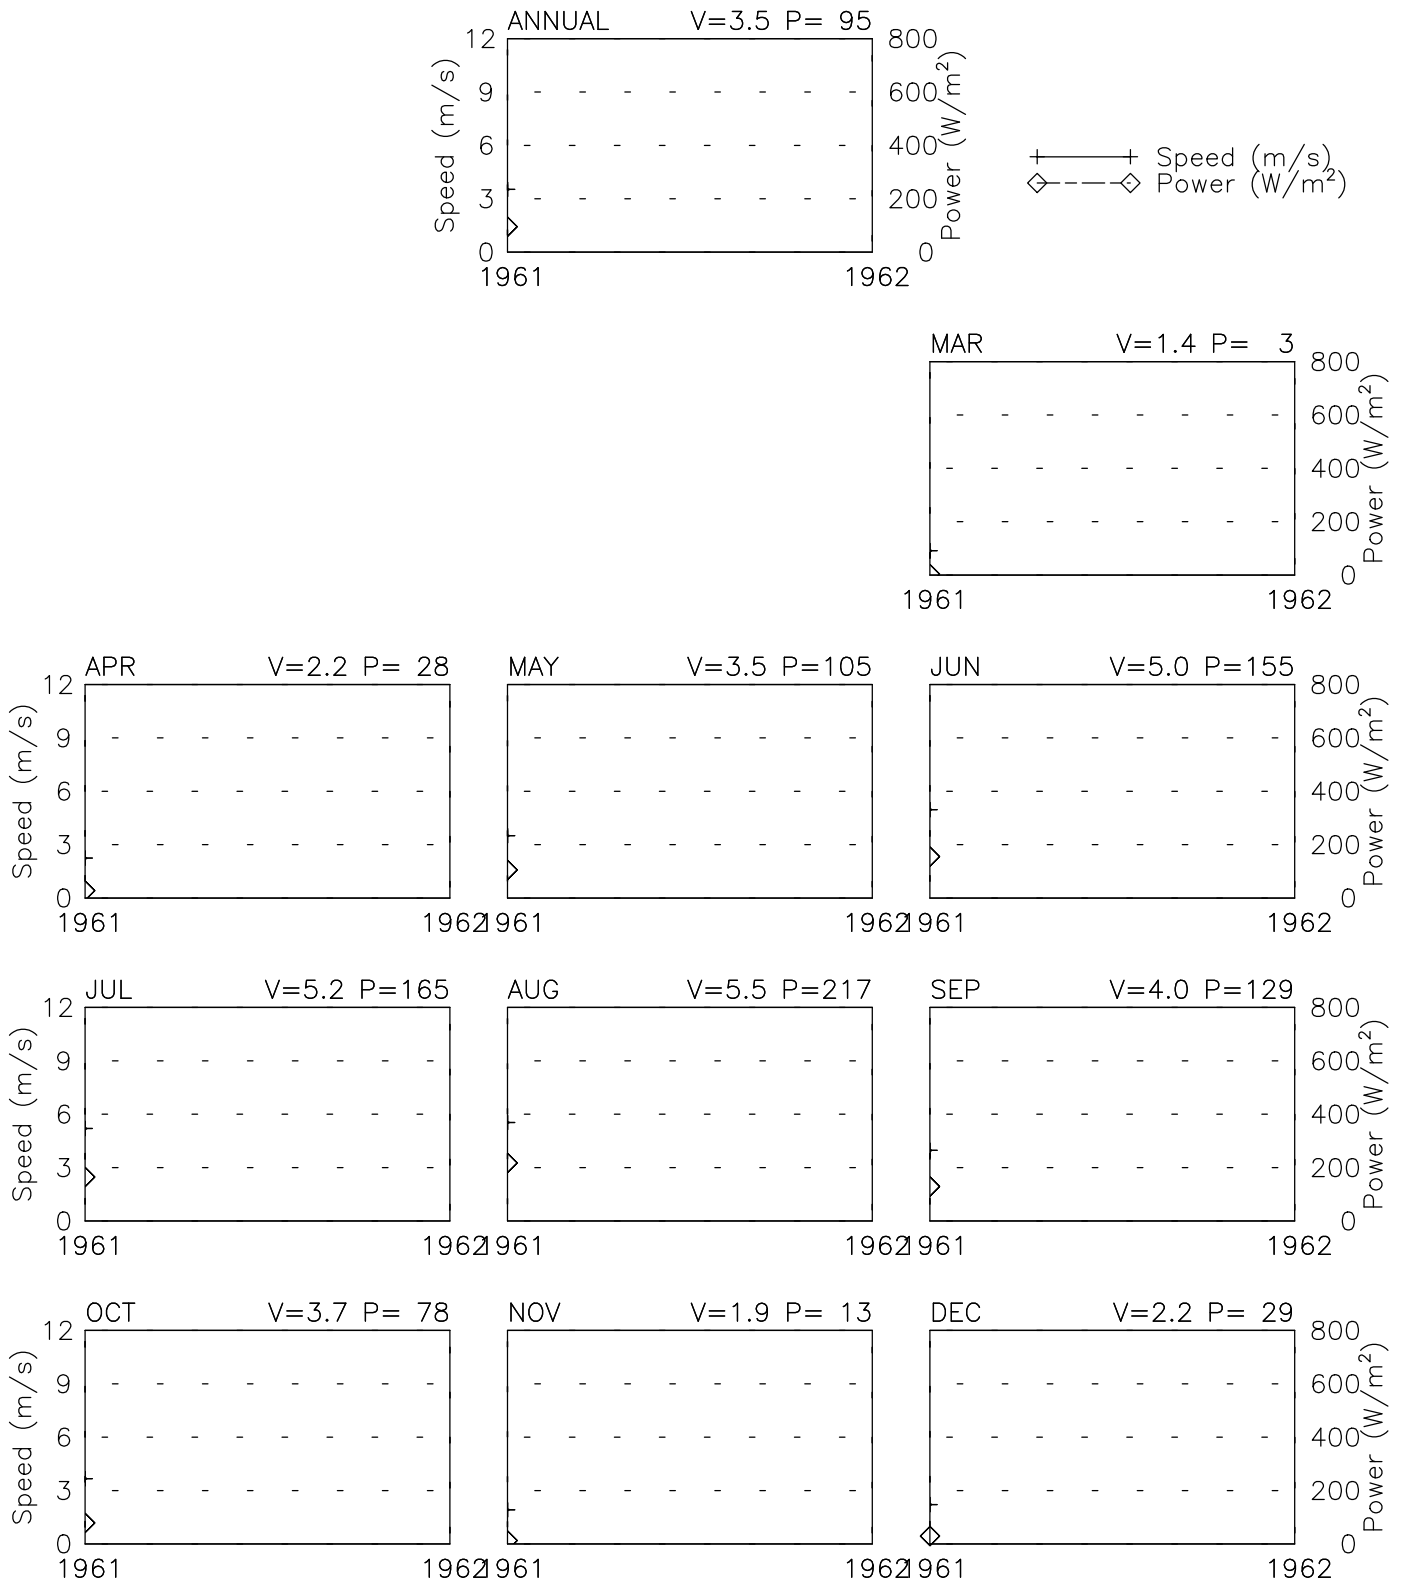 ANNUAL V=3.5 P= 95
12 800
9 600
6 400
3 200
0 0
Speed (m/s)
Power (W/m²)
1961 1962
Speed (m/s)
Power (W/m²)
MAR V=1.4 P= 3
800
600
400
200
0
Power (W/m²)
1961 1962
APR V=2.2 P= 28 MAY V=3.5 P=105 JUN V=5.0 P=155
12 800
9 600
6 400
3 200
0 0
Speed (m/s)
Power (W/m²)
1961 1962 1961 1962 1961 1962
JUL V=5.2 P=165 AUG V=5.5 P=217 SEP V=4.0 P=129
12 800
9 600
6 400
3 200
0 0
Speed (m/s)
Power (W/m²)
1961 1962 1961 1962 1961 1962
OCT V=3.7 P= 78 NOV V=1.9 P= 13 DEC V=2.2 P= 29
12 800
9 600
6 400
3 200
0 0
Speed (m/s)
Power (W/m²)
1961 1962 1961 1962 1961 1962